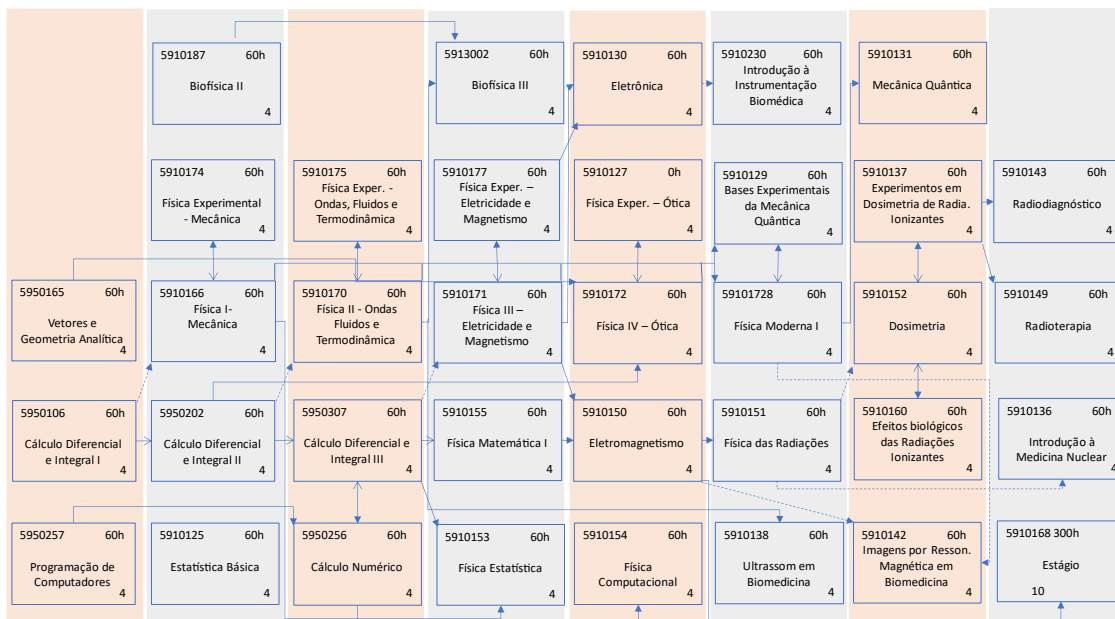 5910187 60h
Biofísica II
4
5913002 60h
Biofísica III
4
5910130 60h
Eletrônica
4
5910230 60h
Introdução à
Instrumentação
Biomédica
4
5910131 60h
Mecânica Quântica
4
5910174 60h
Física Experimental
- Mecânica
4
5910175 60h
Física Exper. -
Ondas, Fluidos e
Termodinâmica
4
5910177 60h
Física Exper. –
Eletricidade e
Magnetismo
4
5910127 0h
Física Exper. – Ótica
4
5910129 60h
Bases Experimentais
da Mecânica
Quântica
4
5910137 60h
Experimentos em
Dosimetria de Radia.
Ionizantes
4
5910143 60h
Radiodiagnóstico
4
5950165 60h
Vetores e
Geometria Analítica
4
5910166 60h
Física I-
Mecânica
4
5910170 60h
Física II - Ondas
Fluidos e
Termodinâmica
4
5910171 60h
Física III –
Eletricidade e
Magnetismo
4
5910172 60h
Física IV – Ótica
4
59101728 60h
Física Moderna I
4
5910152 60h
Dosimetria
4
5910149 60h
Radioterapia
4
5950106 60h
Cálculo Diferencial
e Integral I
4
5950202 60h
Cálculo Diferencial
e Integral II
4
5950307 60h
Cálculo Diferencial e
Integral III
4
5910155 60h
Física Matemática I
4
5910150 60h
Eletromagnetismo
4
5910151 60h
Física das Radiações
4
5910160 60h
Efeitos biológicos
das Radiações
Ionizantes
4
5910136 60h
Introdução à
Medicina Nuclear
4
5950257 60h
Programação de
Computadores
4
5910125 60h
Estatística Básica
4
5950256 60h
Cálculo Numérico
4
5910153 60h
Física Estatística
4
5910154 60h
Física
Computacional
4
5910138 60h
Ultrassom em
Biomedicina
4
5910142 60h
Imagens por Resson.
Magnética em
Biomedicina
4
5910168 300h
Estágio
10